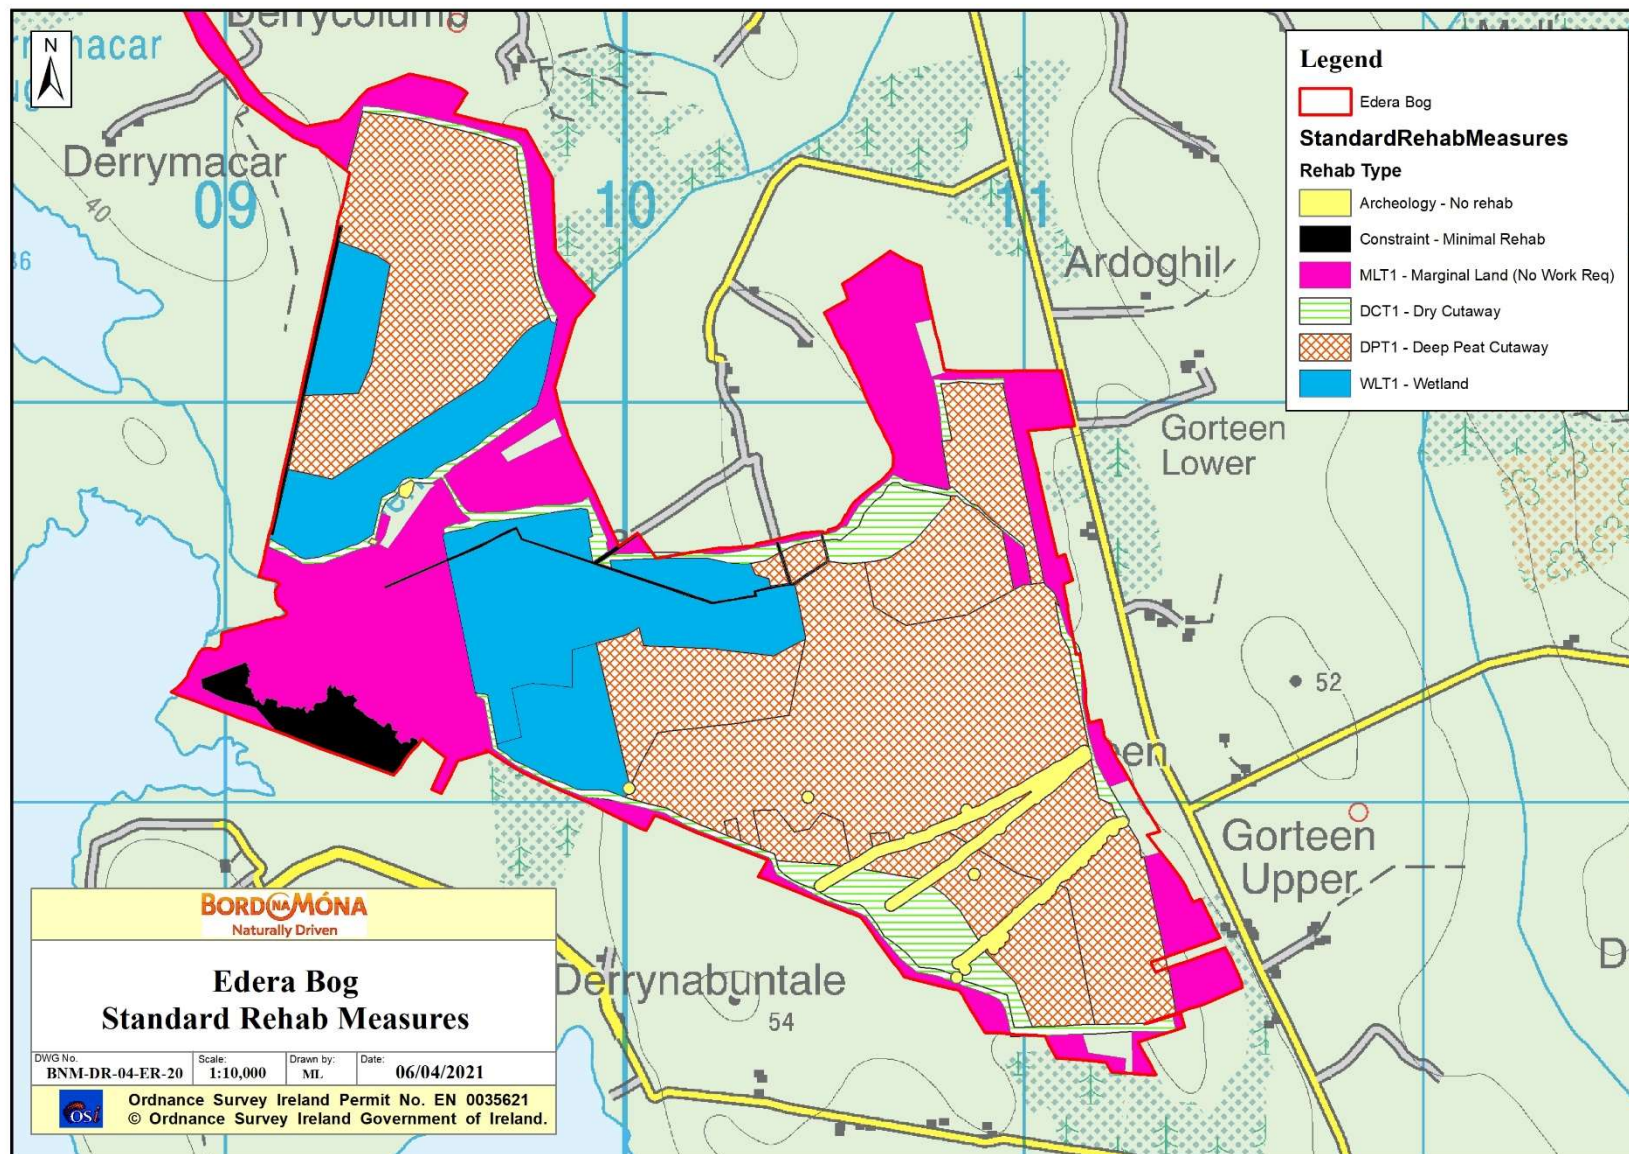 Derrycolumb
N
Derrymacar
40
09
10
11
36
Ardoghil
Gorteen
Lower
52
een
Gorteen
Upper
Derrynabuntale
54
D
Legend
Edera Bog
StandardRehabMeasures
Rehab Type
Archeology - No rehab
Constraint - Minimal Rehab
MLT1 - Marginal Land (No Work Req)
DCT1 - Dry Cutaway
DPT1 - Deep Peat Cutaway
WLT1 - Wetland
BORD NA MÓNA
Naturally Driven
Edera Bog
Standard Rehab Measures
DWG No. Scale: Drawn by: Date:
BNM-DR-04-ER-20 1:10,000 ML 06/04/2021
OSi
Ordnance Survey Ireland Permit No. EN 0035621
© Ordnance Survey Ireland Government of Ireland.